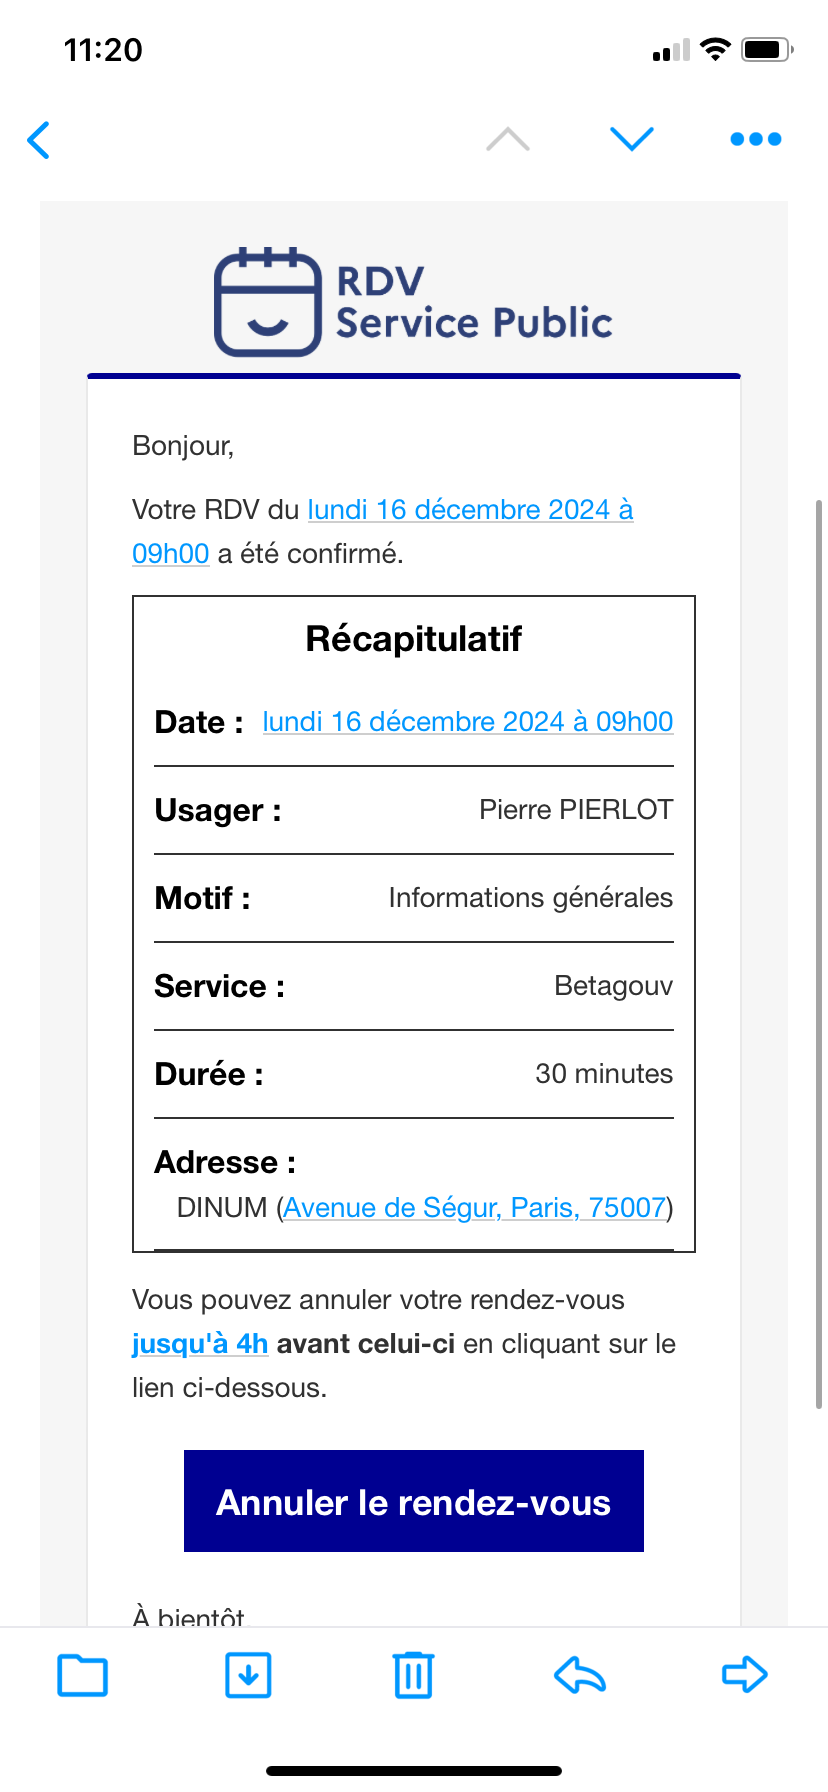 11:20
RDV
Service Public
Bonjour,
Votre RDV du lundi 16 décembre 2024 à
09h00 a été confirmé.
Récapitulatif
Date : lundi 16 décembre 2024 à 09h00
Usager : Pierre PIERLOT
Motif : Informations générales
Service : Betagouv
Durée : 30 minutes
Adresse :
DINUM (Avenue de Ségur, Paris, 75007)
Vous pouvez annuler votre rendez-vous
jusqu'à 4h avant celui-ci en cliquant sur le
lien ci-dessous.
Annuler le rendez-vous
À bientôt,